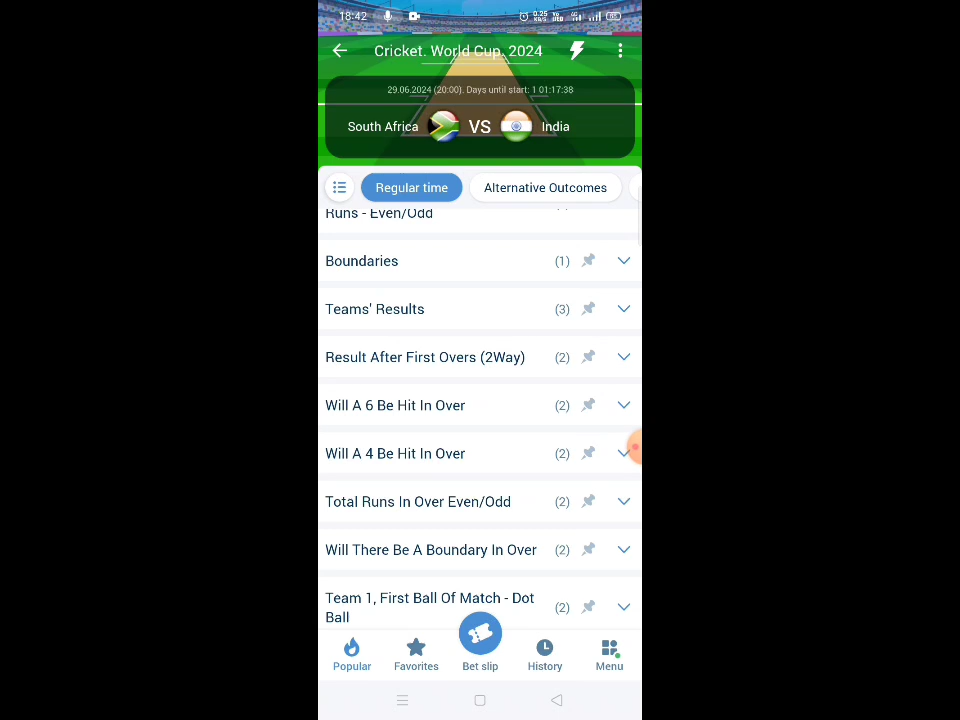 18:42
0.25 KB/S
Cricket. World Cup. 2024
29.06.2024 (20:00). Days until start: 1 01:17:38
South Africa VS India
Regular time
Alternative Outcomes
Runs - Even/Odd
Boundaries (1)
Teams' Results (3)
Result After First Overs (2Way) (2)
Will A 6 Be Hit In Over (2)
Will A 4 Be Hit In Over (2)
Total Runs In Over Even/Odd (2)
Will There Be A Boundary In Over (2)
Team 1, First Ball Of Match - Dot
Ball (2)
Popular
Favorites
Bet slip
History
Menu